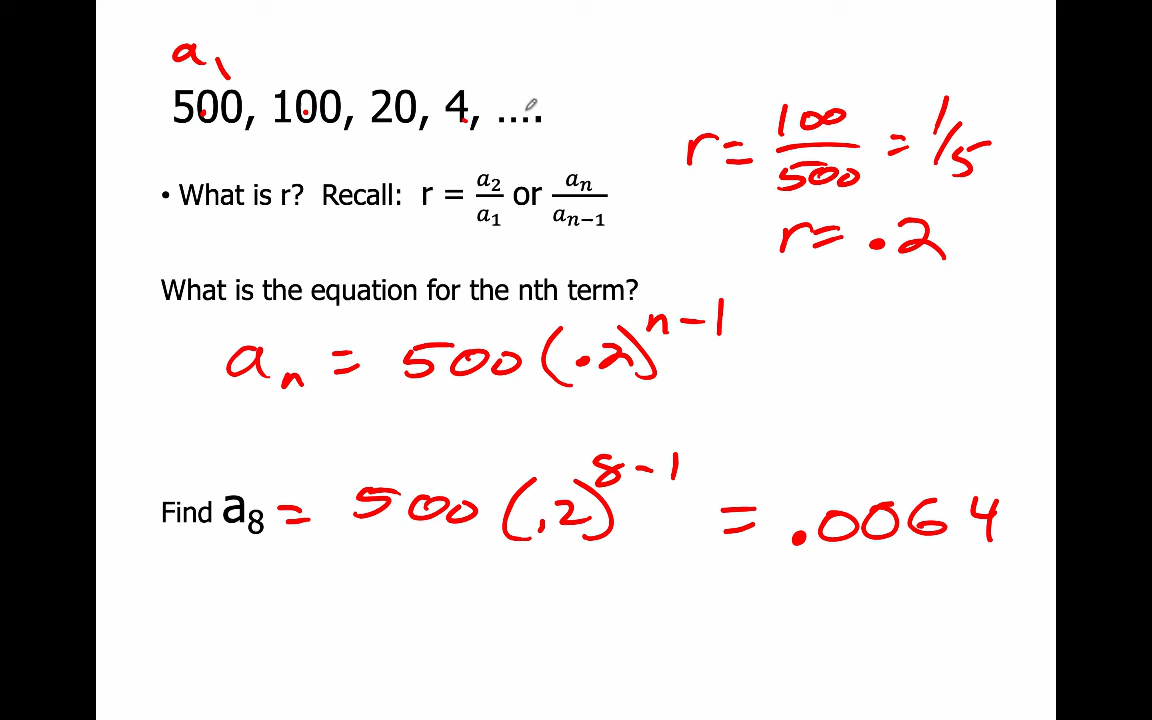 a₁
500, 100, 20, 4, ....
r = 100/500 = 1/5
• What is r? Recall: r = a₂/a₁ or aₙ/aₙ₋₁
r = .2
What is the equation for the nth term?
aₙ = 500 (.2)ⁿ⁻¹
Find a₈ = 500 (.2)⁸⁻¹ = .0064